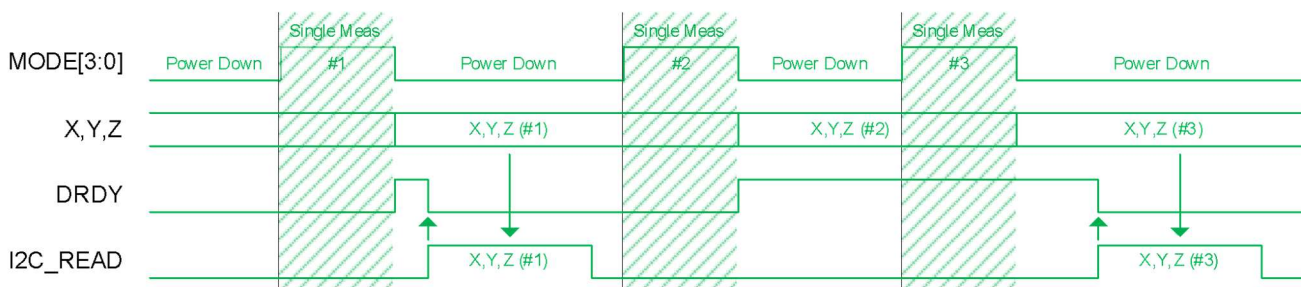 Single Meas Single Meas Single Meas
MODE[3:0] Power Down #1 Power Down #2 Power Down #3 Power Down
X,Y,Z X,Y, Z (#1) X,Y, Z (#2) X,Y, Z (#3)
DRDY
I2C_READ X,Y, Z (#1) X,Y, Z (#3)